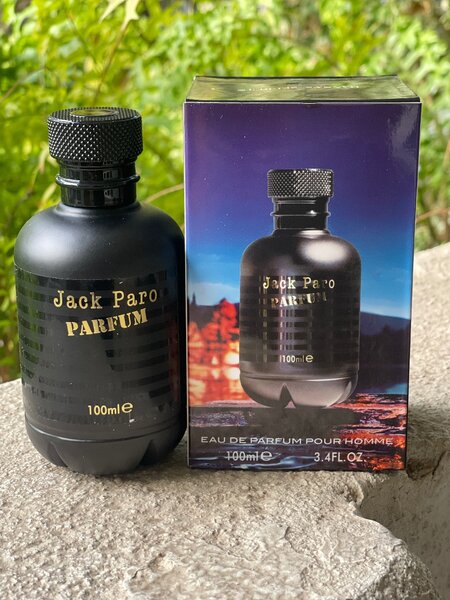 Jack Paro
PARFUM
100ml e
Jack Paro
PARFUM
100ml e
EAU DE PARFUM POUR HOMME
100ml e 3.4FL.OZ.